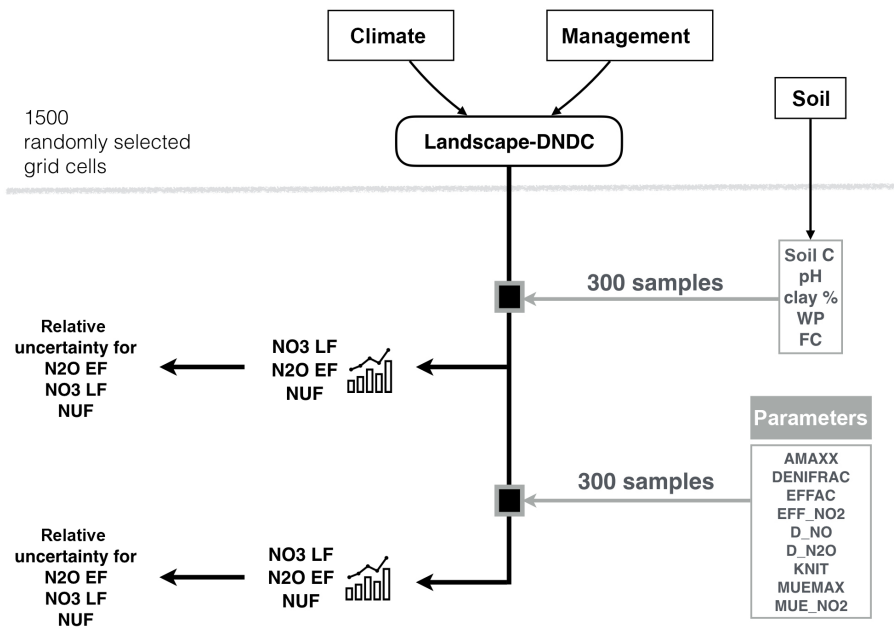 Climate
Management
Soil
1500
randomly selected
grid cells
Landscape-DNDC
Soil C
pH
clay %
WP
FC
300 samples
Relative
uncertainty for
N2O EF
NO3 LF
NUF
NO3 LF
N2O EF
NUF
Parameters
AMAXX
DENIFRAC
EFFAC
EFF_NO2
D_NO
D_N2O
KNIT
MUEMAX
MUE_NO2
300 samples
Relative
uncertainty for
N2O EF
NO3 LF
NUF
NO3 LF
N2O EF
NUF